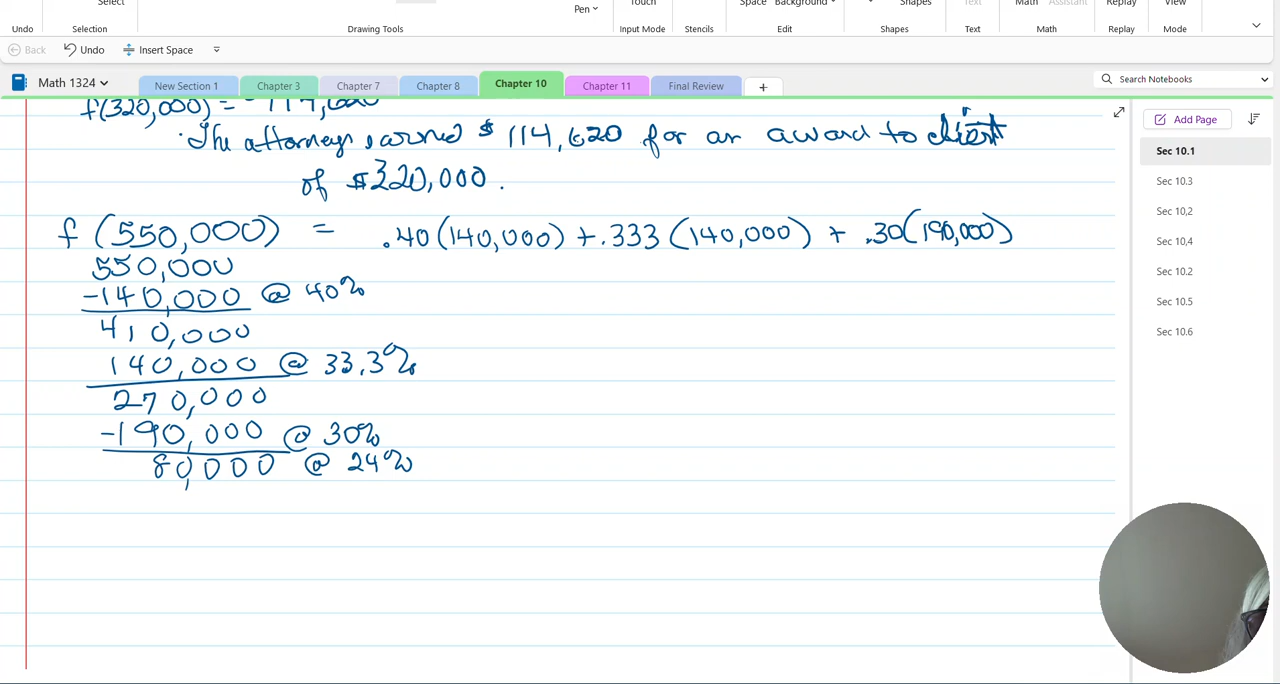 Select
Pen
Touch
Space Background
Shapes
Text
Math Assistant
Replay
View
Undo
Selection
Drawing Tools
Input Mode
Stencils
Edit
Shapes
Text
Math
Replay
Mode
Back Undo Insert Space
Math 1324
New Section 1 Chapter 3 Chapter 7 Chapter 8 Chapter 10 Chapter 11 Final Review +
Search Notebooks
Add Page
Sec 10.1
Sec 10.3
Sec 10,2
Sec 10,4
Sec 10.2
Sec 10.5
Sec 10.6
f(320,000) = 114,620
The attorneys earned $114,620 for an award to client
of $320,000.
f (550,000) = .40(140,000) + .333 (140,000) + .30(190,000)
550,000
-140,000 @ 40%
410,000
140,000 @ 33.3%
270,000
-190,000 @ 30%
80,000 @ 24%